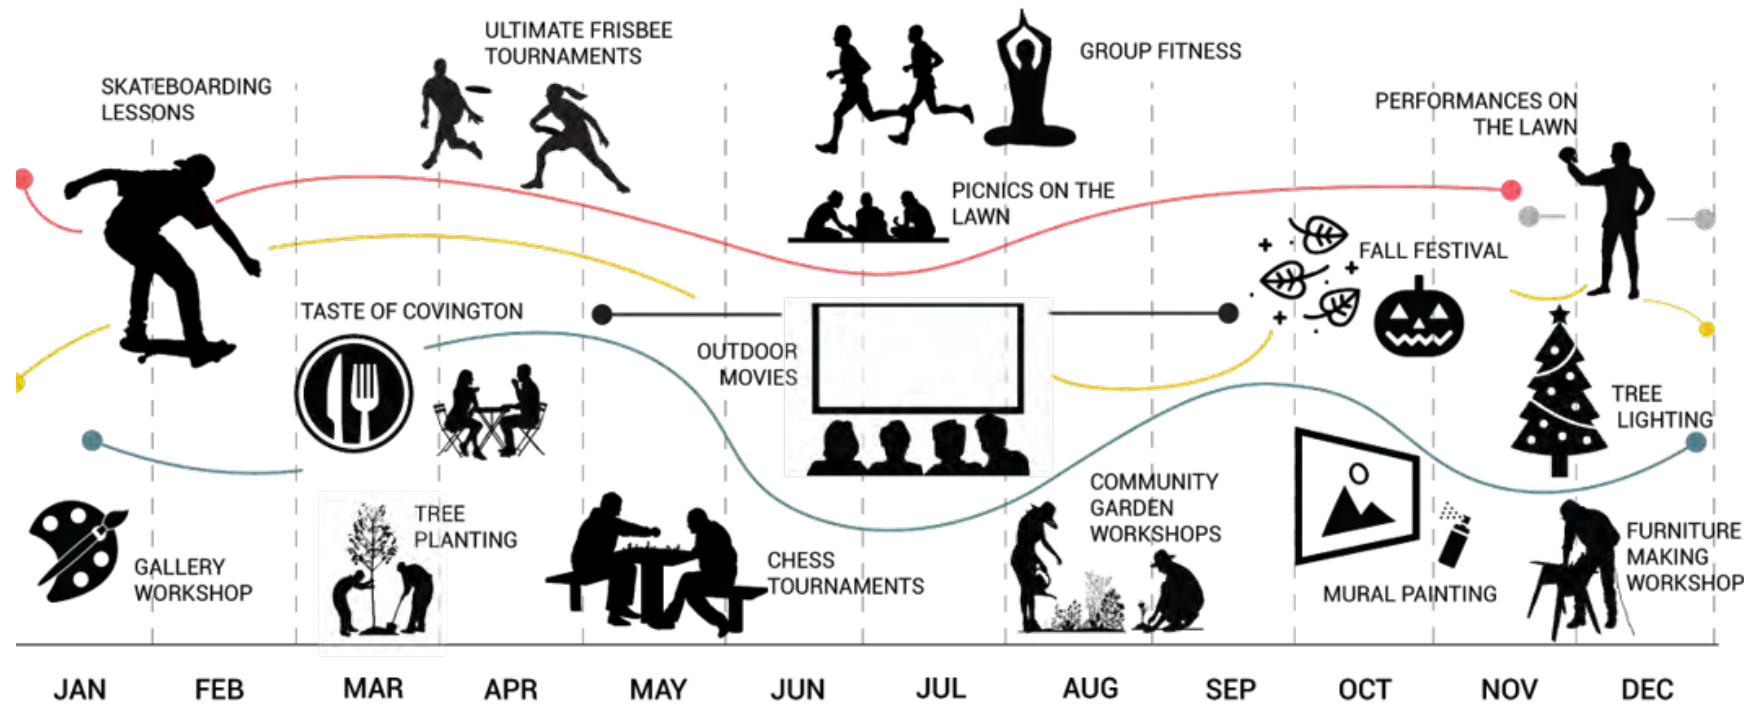 ULTIMATE FRISBEE
TOURNAMENTS
GROUP FITNESS
SKATEBOARDING
LESSONS
PERFORMANCES ON
THE LAWN
PICNICS ON THE
LAWN
FALL FESTIVAL
TASTE OF COVINGTON
OUTDOOR
MOVIES
TREE
LIGHTING
COMMUNITY
GARDEN
WORKSHOPS
TREE
PLANTING
GALLERY
WORKSHOP
CHESS
TOURNAMENTS
MURAL PAINTING
FURNITURE
MAKING
WORKSHOP
JAN FEB MAR APR MAY JUN JUL AUG SEP OCT NOV DEC